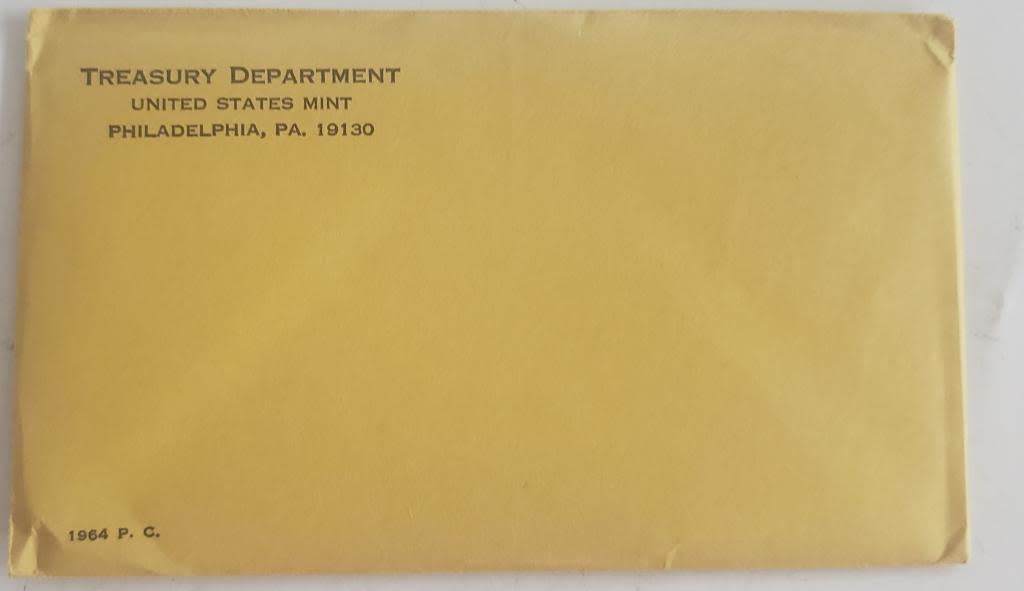 TREASURY DEPARTMENT
UNITED STATES MINT
PHILADELPHIA, PA. 19130
1964 P. C.